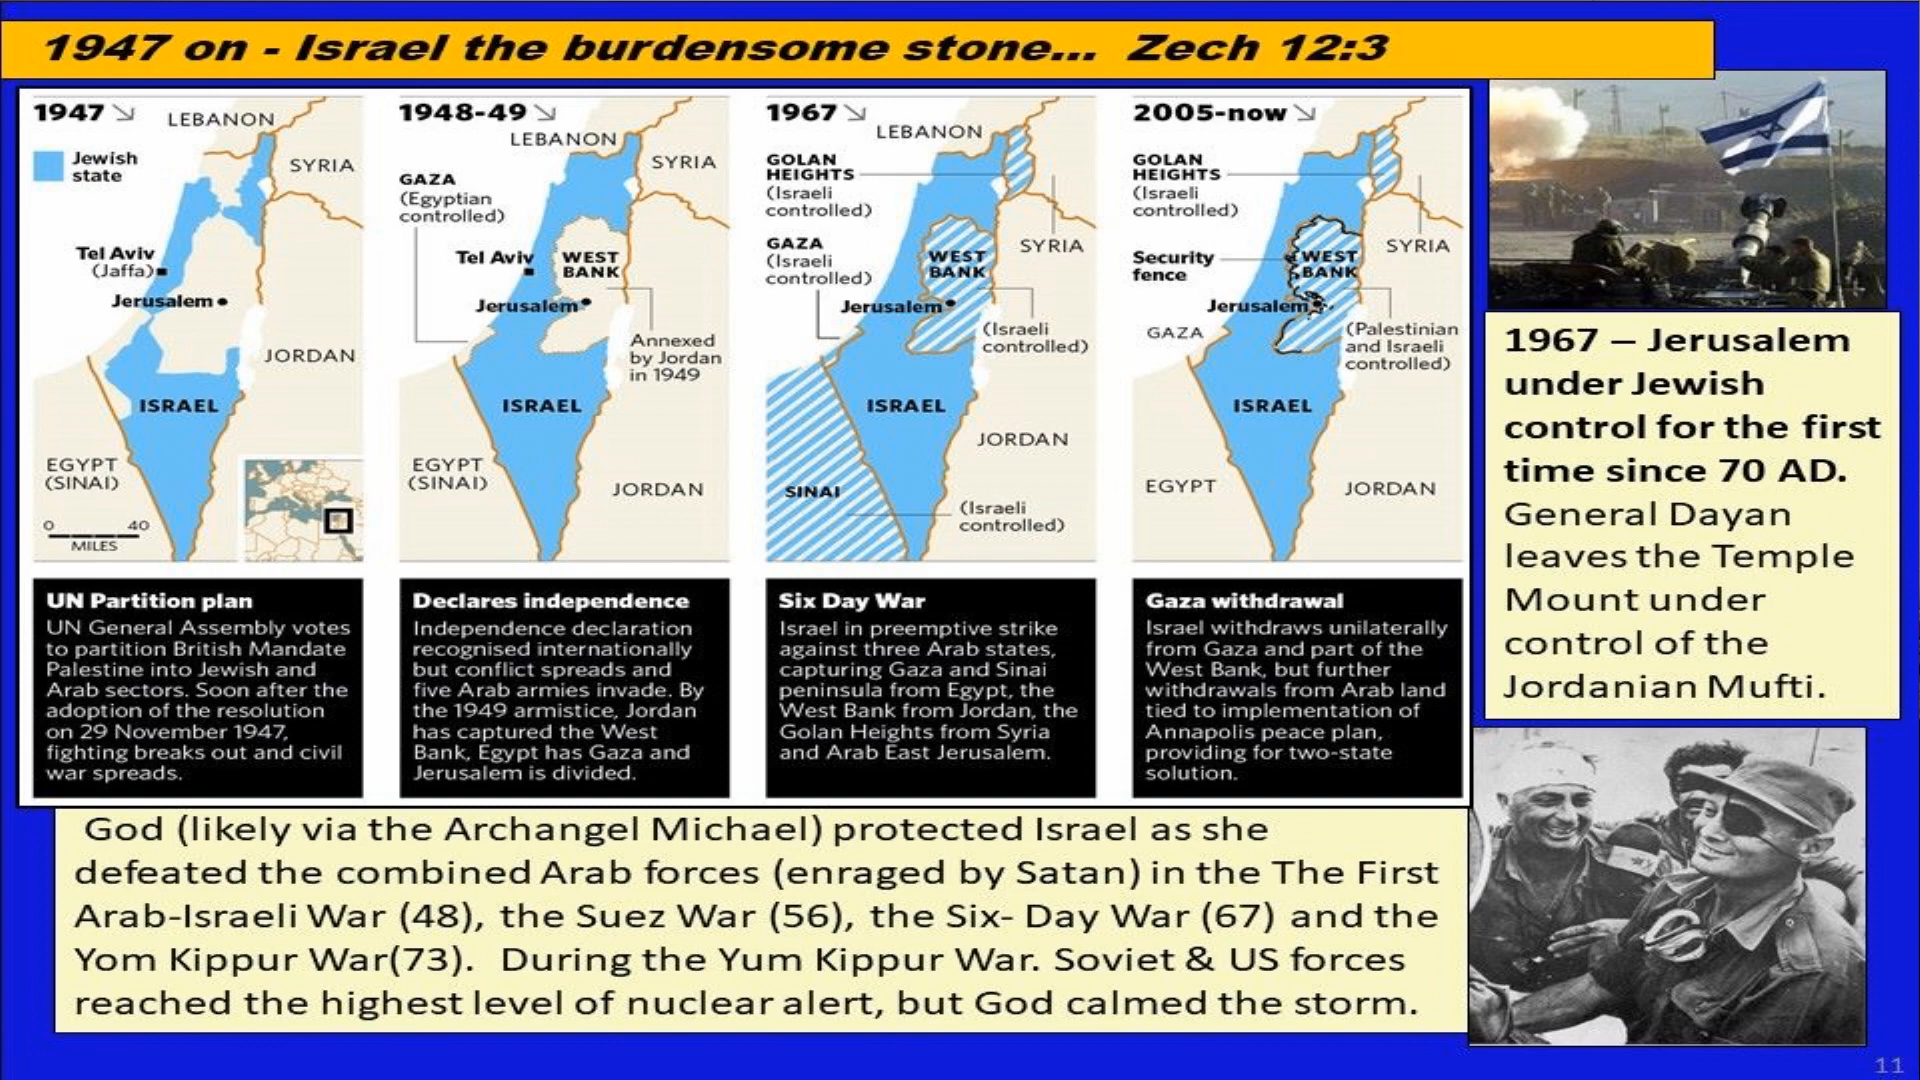 1947 on - Israel the burdensome stone... Zech 12:3
1947
LEBANON
Jewish
state
SYRIA
Tel Aviv
(Jaffa)
Jerusalem
JORDAN
ISRAEL
EGYPT
(SINAI)
0 40
MILES
1948-49
LEBANON
SYRIA
GAZA
(Egyptian
controlled)
Tel Aviv
WEST
BANK
Jerusalem
Annexed
by Jordan
in 1949
ISRAEL
EGYPT
(SINAI)
JORDAN
1967
LEBANON
GOLAN
HEIGHTS
(Israeli
controlled)
GAZA
(Israeli
controlled)
SYRIA
WEST
BANK
Jerusalem
(Israeli
controlled)
ISRAEL
JORDAN
SINAI
(Israeli
controlled)
2005-now
GOLAN
HEIGHTS
(Israeli
controlled)
SYRIA
Security
fence
WEST
BANK
Jerusalem
GAZA
(Palestinian
and Israeli
controlled)
ISRAEL
EGYPT
JORDAN
UN Partition plan
UN General Assembly votes
to partition British Mandate
Palestine into Jewish and
Arab sectors. Soon after the
adoption of the resolution
on 29 November 1947,
fighting breaks out and civil
war spreads.
Declares independence
Independence declaration
recognised internationally
but conflict spreads and
five Arab armies invade. By
the 1949 armistice, Jordan
has captured the West
Bank, Egypt has Gaza and
Jerusalem is divided.
Six Day War
Israel in preemptive strike
against three Arab states,
capturing Gaza and Sinai
peninsula from Egypt, the
West Bank from Jordan, the
Golan Heights from Syria
and Arab East Jerusalem.
Gaza withdrawal
Israel withdraws unilaterally
from Gaza and part of the
West Bank, but further
withdrawals from Arab land
tied to implementation of
Annapolis peace plan,
providing for two-state
solution.
1967 – Jerusalem
under Jewish
control for the first
time since 70 AD.
General Dayan
leaves the Temple
Mount under
control of the
Jordanian Mufti.
God (likely via the Archangel Michael) protected Israel as she
defeated the combined Arab forces (enraged by Satan) in the The First
Arab-Israeli War (48), the Suez War (56), the Six- Day War (67) and the
Yom Kippur War(73). During the Yum Kippur War. Soviet & US forces
reached the highest level of nuclear alert, but God calmed the storm.
11